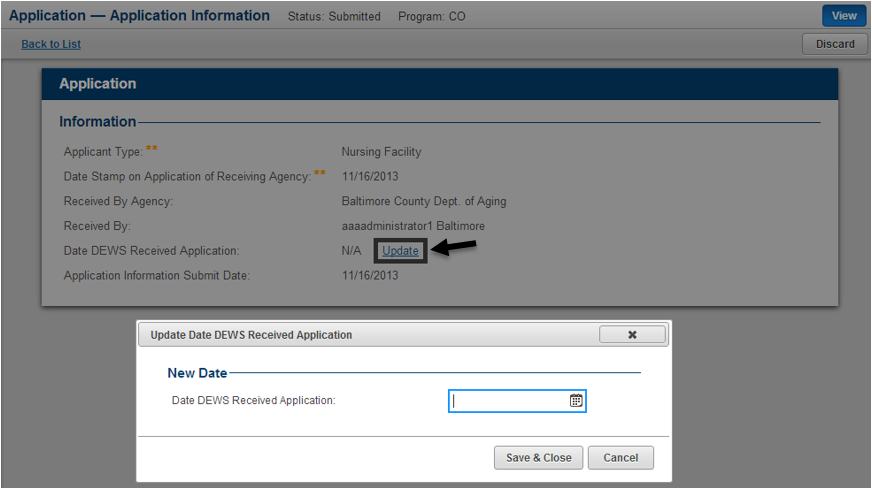 Application — Application Information Status: Submitted Program: CO View
Back to List Discard
Application
Information
Applicant Type: ** Nursing Facility
Date Stamp on Application of Receiving Agency: ** 11/16/2013
Received By Agency: Baltimore County Dept. of Aging
Received By: aaaadministrator1 Baltimore
Date DEWS Received Application: N/A Update
Application Information Submit Date: 11/16/2013
Update Date DEWS Received Application
New Date
Date DEWS Received Application:
Save & Close Cancel